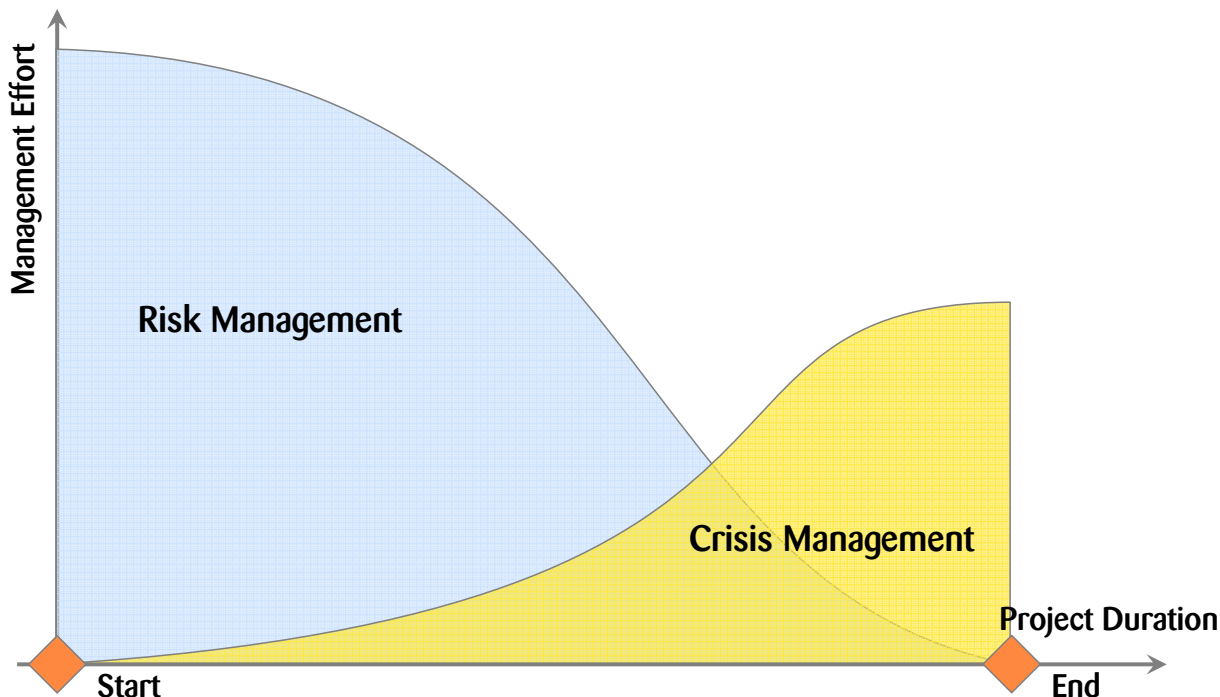 Management Effort
Risk Management
Crisis Management
Project Duration
Start
End